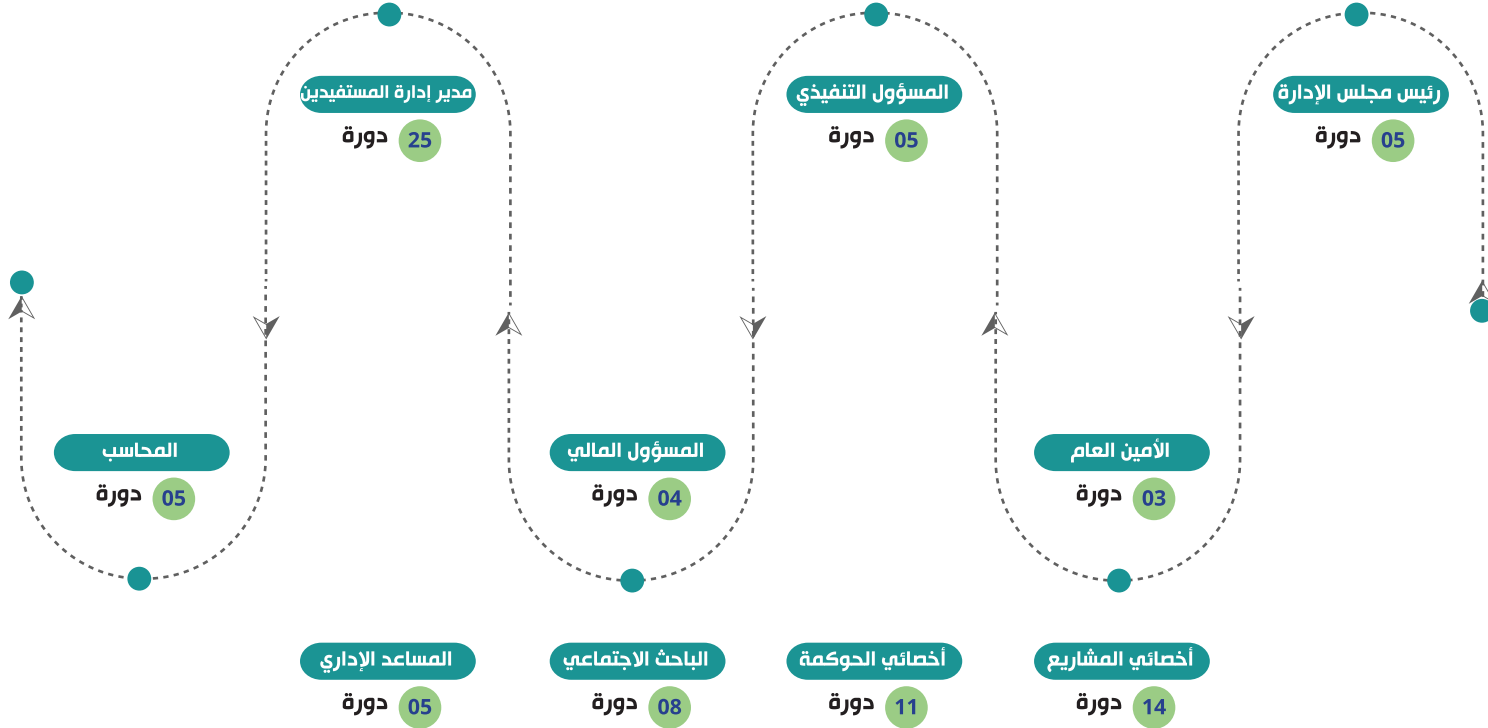 رئيس مجلس الإدارة
05 دورة
المسؤول التنفيذي
05 دورة
مدير إدارة المستفيدين
25 دورة
الأمين العام
03 دورة
المسؤول المالي
04 دورة
المحاسب
05 دورة
أخصائي المشاريع
14 دورة
أخصائي الحوكمة
11 دورة
الباحث الاجتماعي
08 دورة
المساعد الإداري
05 دورة